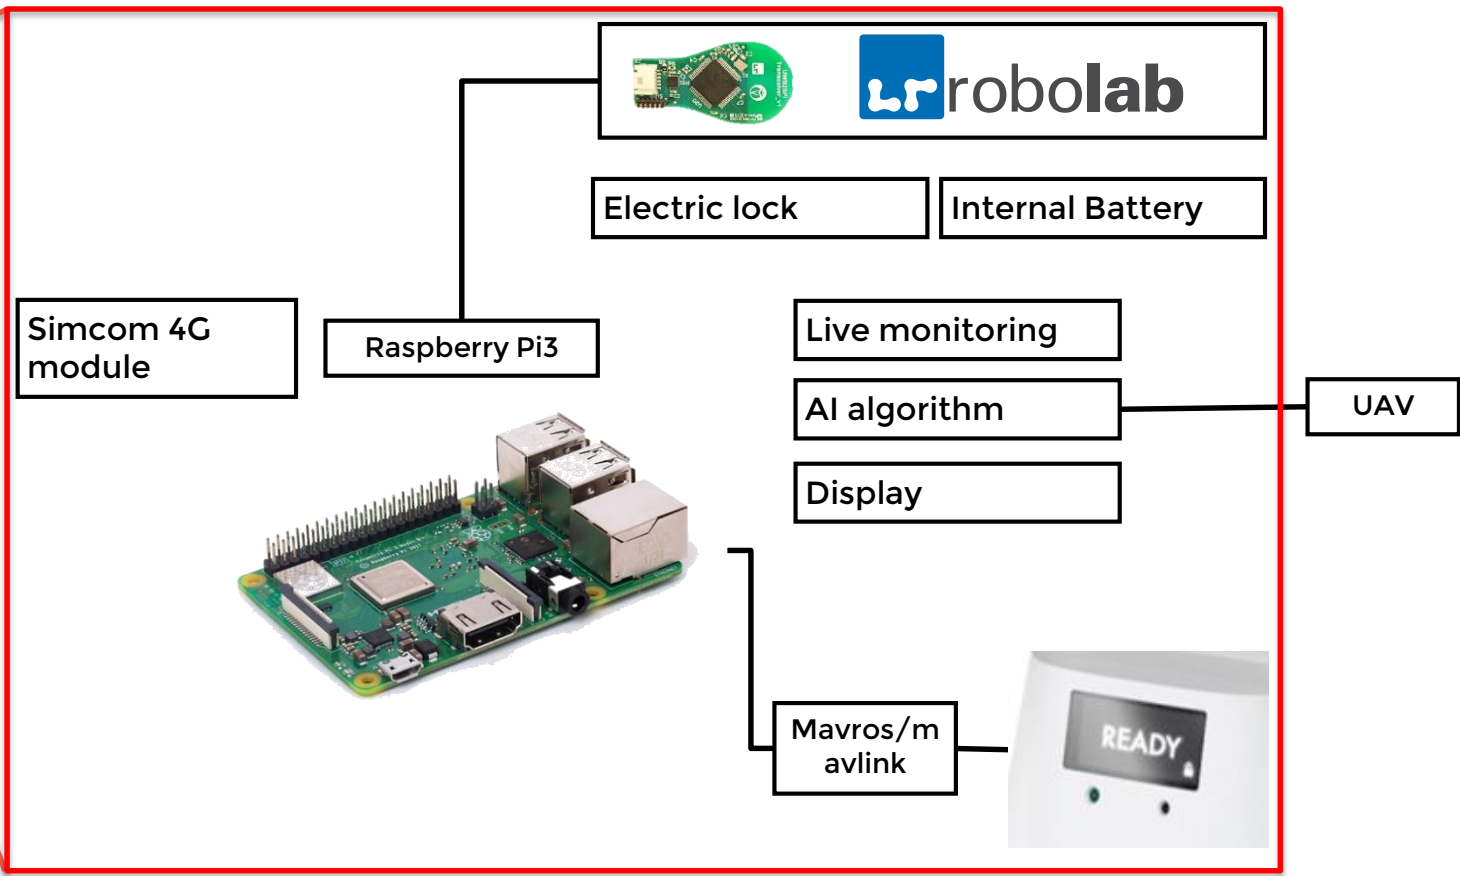 robolab
Electric lock
Internal Battery
Simcom 4G
module
Raspberry Pi3
Live monitoring
AI algorithm
UAV
Display
Mavros/m
avlink
READY